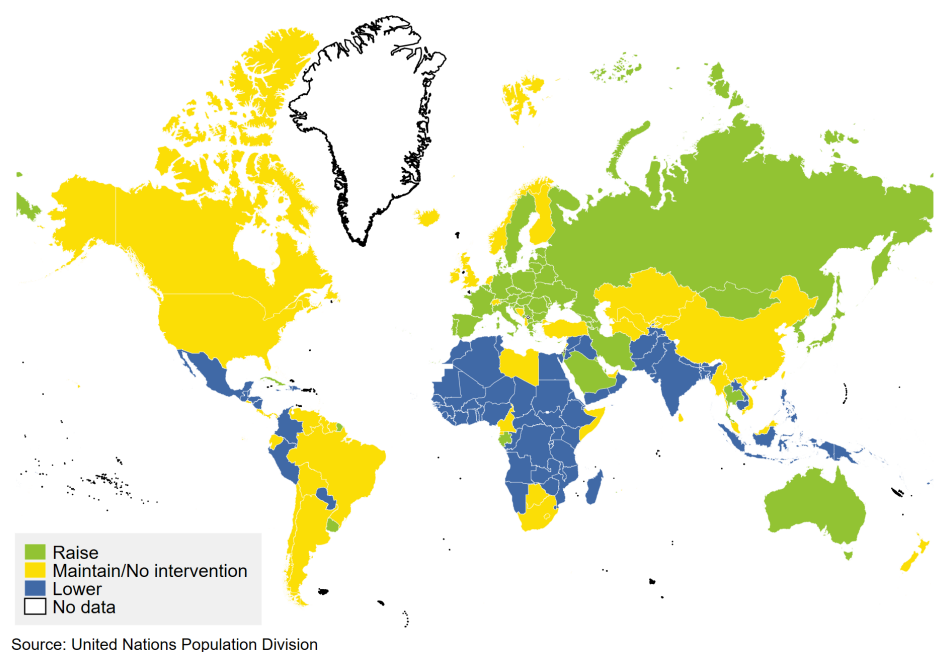 Raise
Maintain/No intervention
Lower
No data
Source: United Nations Population Division